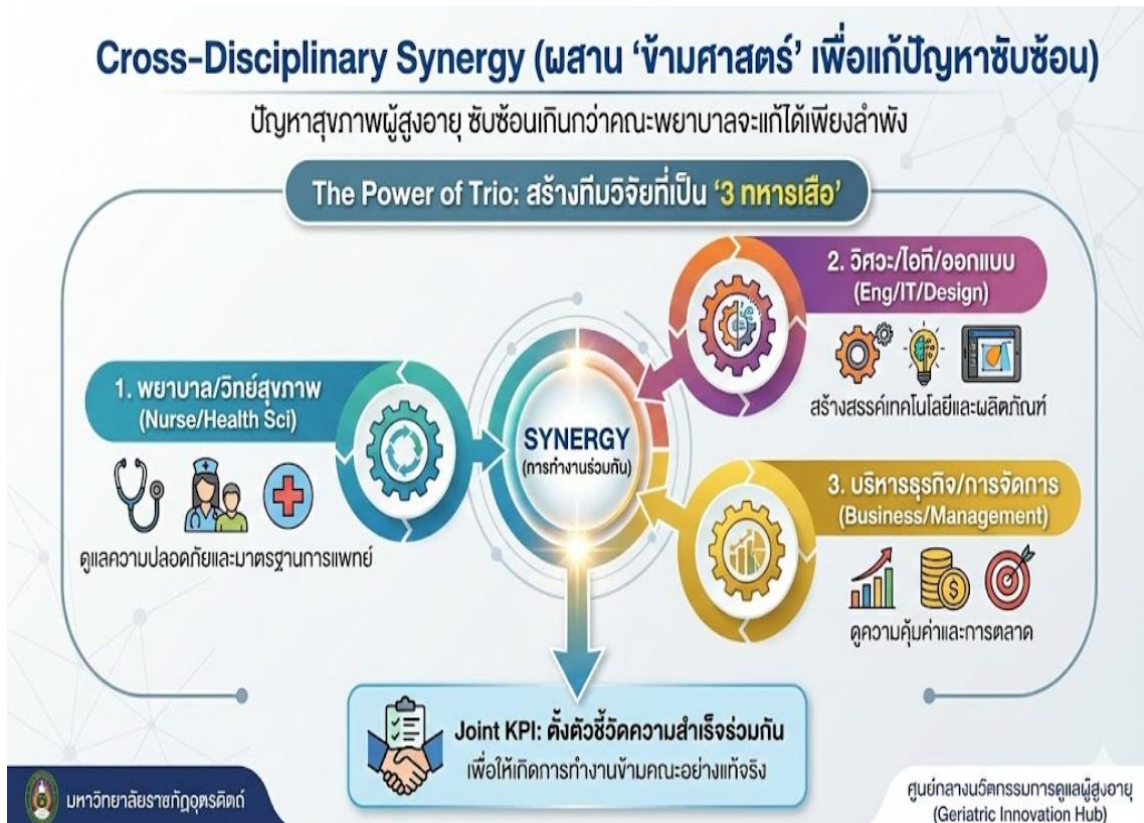 Cross-Disciplinary Synergy (ผสาน ‘ข้ามศาสตร์’ เพื่อแก้ปัญหาซับซ้อน)
ปัญหาสุขภาพผู้สูงอายุ ซับซ้อนเกินกว่าคณะพยาบาลจะแก้ได้เพียงลำพัง
The Power of Trio: สร้างทีมวิจัยที่เป็น ‘3 ทหารเสือ’
1. พยาบาล/วิทย์สุขภาพ
(Nurse/Health Sci)
ดูแลความปลอดภัยและมาตรฐานการแพทย์
SYNERGY
(การทำงานร่วมกัน)
2. วิศวะ/ไอที/ออกแบบ
(Eng/IT/Design)
สร้างสรรค์เทคโนโลยีและผลิตภัณฑ์
3. บริหารธุรกิจ/การจัดการ
(Business/Management)
ดูความคุ้มค่าและการตลาด
Joint KPI: ตั้งตัวชี้วัดความสำเร็จร่วมกัน
เพื่อให้เกิดการทำงานข้ามคณะอย่างแท้จริง
มหาวิทยาลัยราชภัฏอุตรดิตถ์
ศูนย์กลางนวัตกรรมการดูแลผู้สูงอายุ
(Geriatric Innovation Hub)